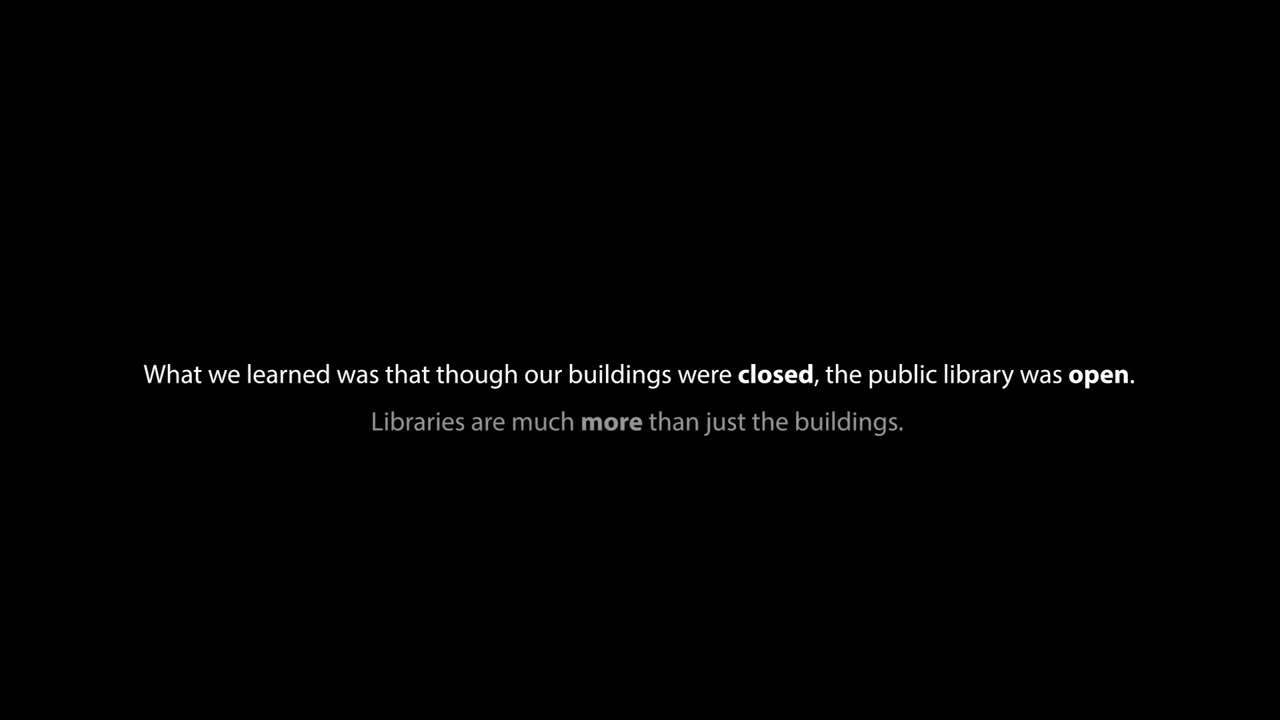 What we learned was that though our buildings were closed, the public library was open.
Libraries are much more than just the buildings.